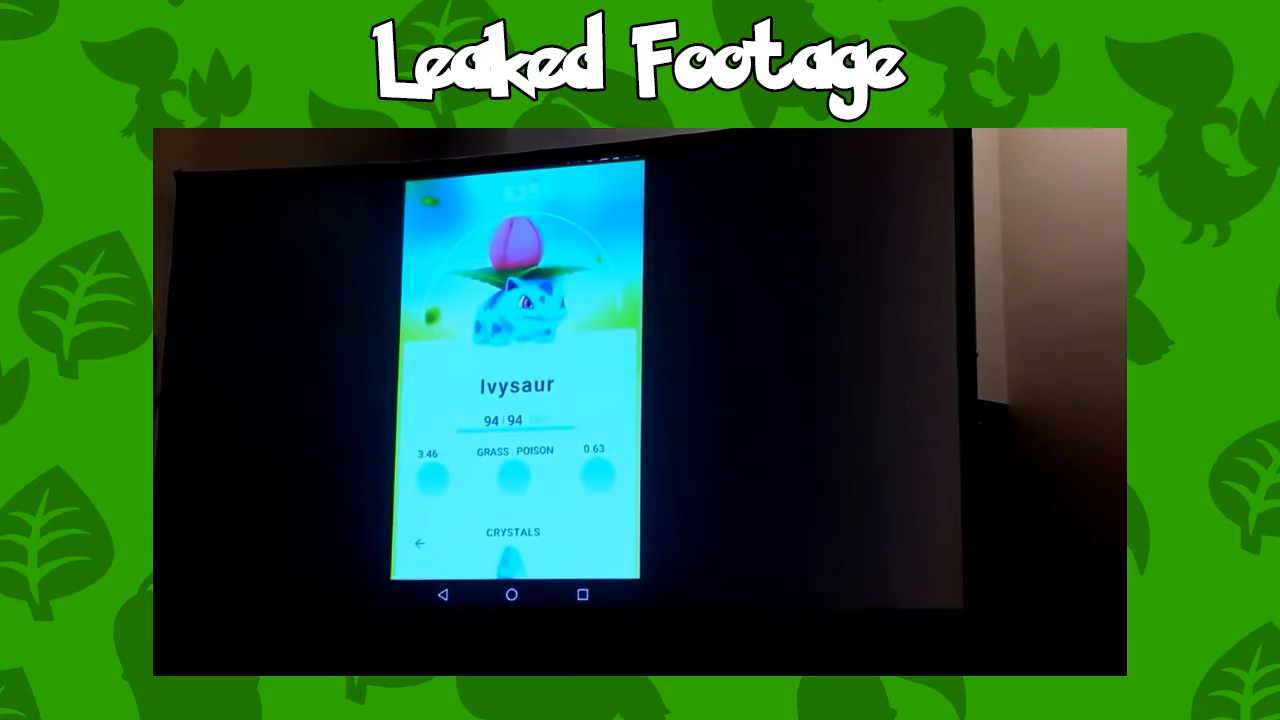 Leaked Footage
Ivysaur
94 94
3.46 GRASS POISON 0.63
CRYSTALS